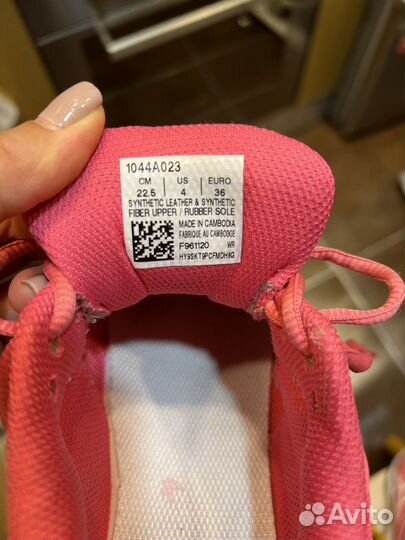 1044A023
CM US EURO
22.5 4 36
SYNTHETIC LEATHER & SYNTHETIC
FIBER UPPER / RUBBER SOLE
MADE IN CAMBODIA
FABRIQUE AU CAMBODGE
F961120 WR
HY9SKT9PCFMDH8G
Avito